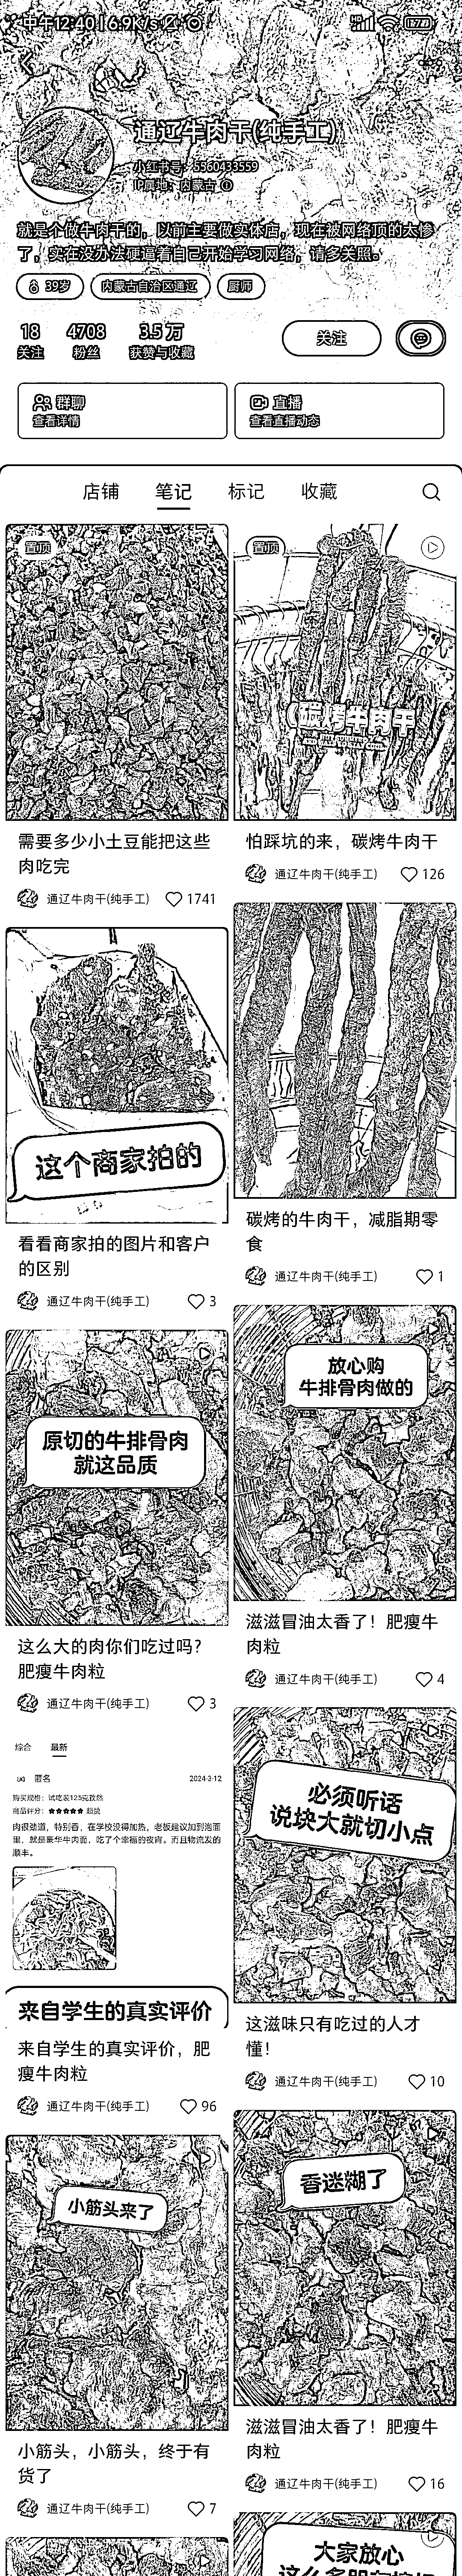 中午12:40 | 6.9K/s
通辽牛肉干(纯手工)
小红书号：5360433559
IP属地：内蒙古
就是个做牛肉干的，以前主要做实体店，现在被网络顶的太惨
了，实在没办法硬逼着自己开始学习网络，请多关照。
39岁
内蒙古自治区通辽
厨师
18
关注
4708
粉丝
3.5万
获赞与收藏
关注
群聊
查看详情
直播
查看直播动态
店铺
笔记
标记
收藏
置顶
需要多少小土豆能把这些
肉吃完
通辽牛肉干(纯手工)
1741
置顶
碳烤牛肉干
怕踩坑的来，碳烤牛肉干
通辽牛肉干(纯手工)
126
这个商家拍的
看看商家拍的图片和客户
的区别
通辽牛肉干(纯手工)
3
碳烤的牛肉干，减脂期零
食
通辽牛肉干(纯手工)
1
原切的牛排骨肉
就这品质
这么大的肉你们吃过吗？
肥瘦牛肉粒
通辽牛肉干(纯手工)
3
放心购
牛排骨肉做的
滋滋冒油太香了！肥瘦牛
肉粒
通辽牛肉干(纯手工)
4
综合
最新
匿名
2024-3-12
购买规格：试吃装125克孜然
商品评分：★★★★★ 超赞
肉很劲道，特别香，在学校没得加热，老板建议加到泡面
里，就是豪华牛肉面，吃了个幸福的夜宵。而且物流发的
顺丰。
来自学生的真实评价
来自学生的真实评价，肥
瘦牛肉粒
通辽牛肉干(纯手工)
96
必须听话
说块大就切小点
这滋味只有吃过的人才
懂！
通辽牛肉干(纯手工)
10
小筋头来了
小筋头，小筋头，终于有
货了
通辽牛肉干(纯手工)
7
香迷糊了
滋滋冒油太香了！肥瘦牛
肉粒
通辽牛肉干(纯手工)
16
大家放心